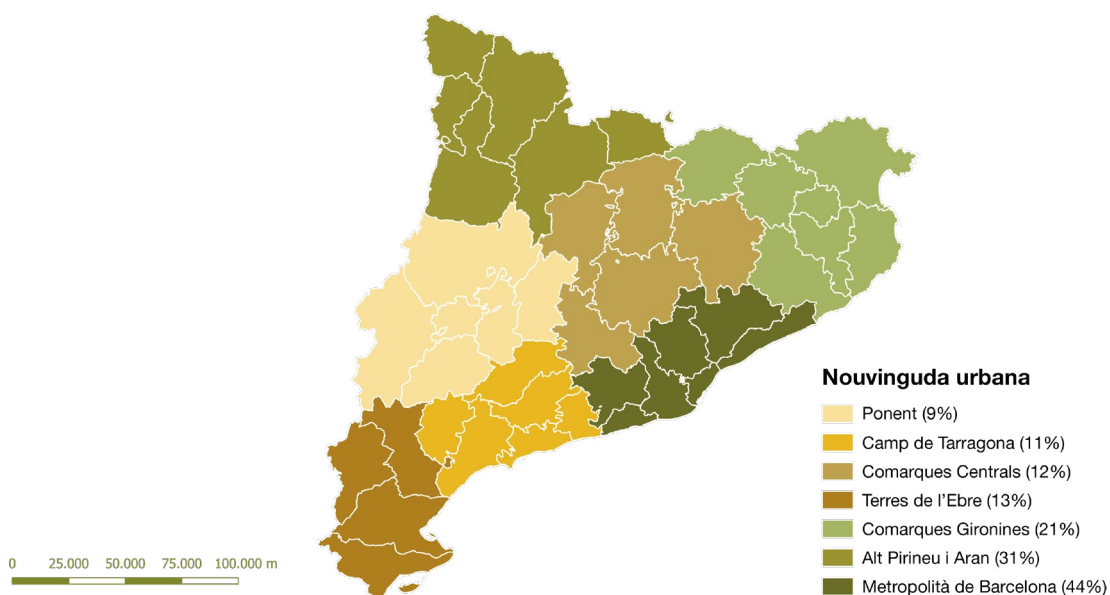 Nouvinguda urbana
Ponent (9%)
Camp de Tarragona (11%)
Comarques Centrals (12%)
Terres de l'Ebre (13%)
Comarques Gironines (21%)
Alt Pirineu i Aran (31%)
Metropolità de Barcelona (44%)
0 25.000 50.000 75.000 100.000 m